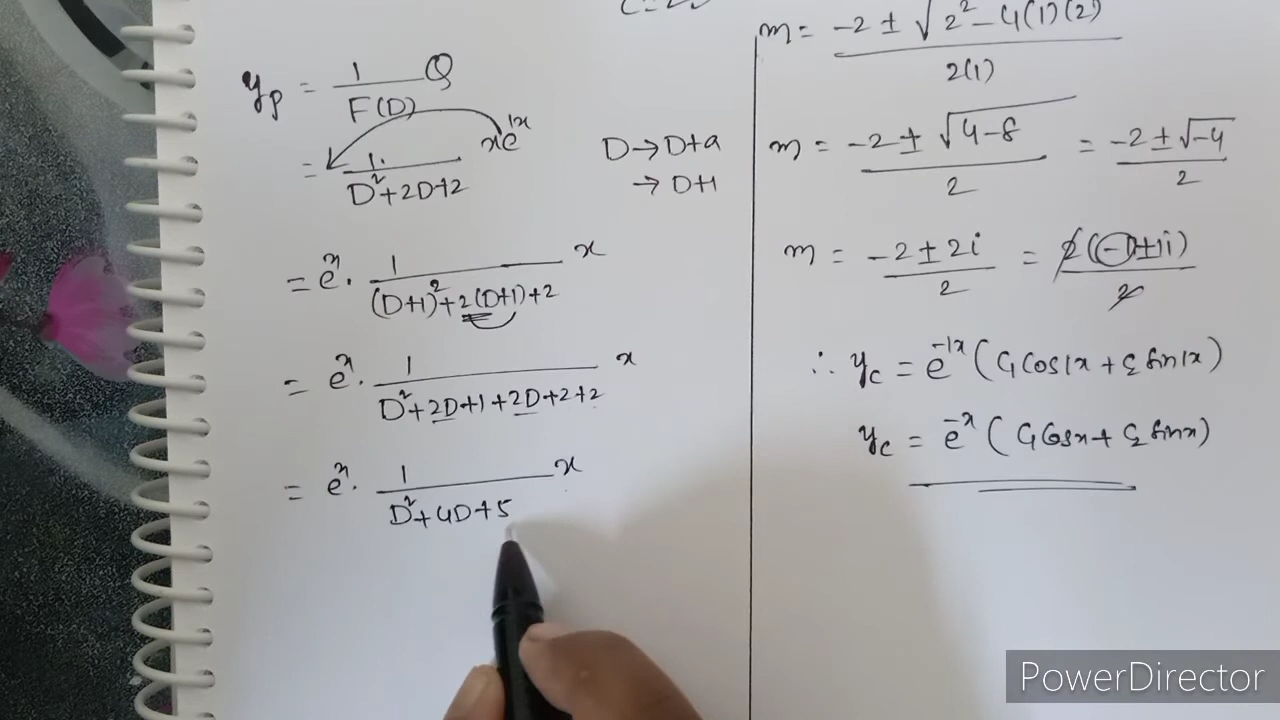 y_p = 1/F(D) Q
= 1/(D²+2D+2) xe^{1x}
D→D+a
→ D+1
= e^x · 1/((D+1)²+2(D+1)+2) x
= e^x · 1/(D²+2D+1+2D+2+2) x
= e^x · 1/(D²+4D+5) x
m = (-2 ± √(2²-4(1)(2)))/2(1)
m = (-2 ± √(4-8))/2 = (-2 ± √-4)/2
m = (-2 ± 2i)/2 = 2(-1±1i)/2
∴ y_c = e^{-1x} (C₁Cos1x + C₂Sin1x)
y_c = e^{-x} (C₁Cosx + C₂Sinx)
PowerDirector